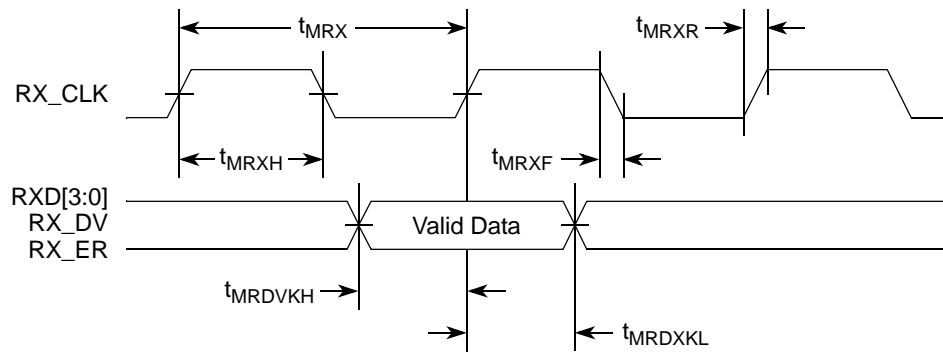 tMRX
tMRXR
RX_CLK
tMRXH
tMRXF
RXD[3:0]
RX_DV
RX_ER
Valid Data
tMRDVKH
tMRDXKL